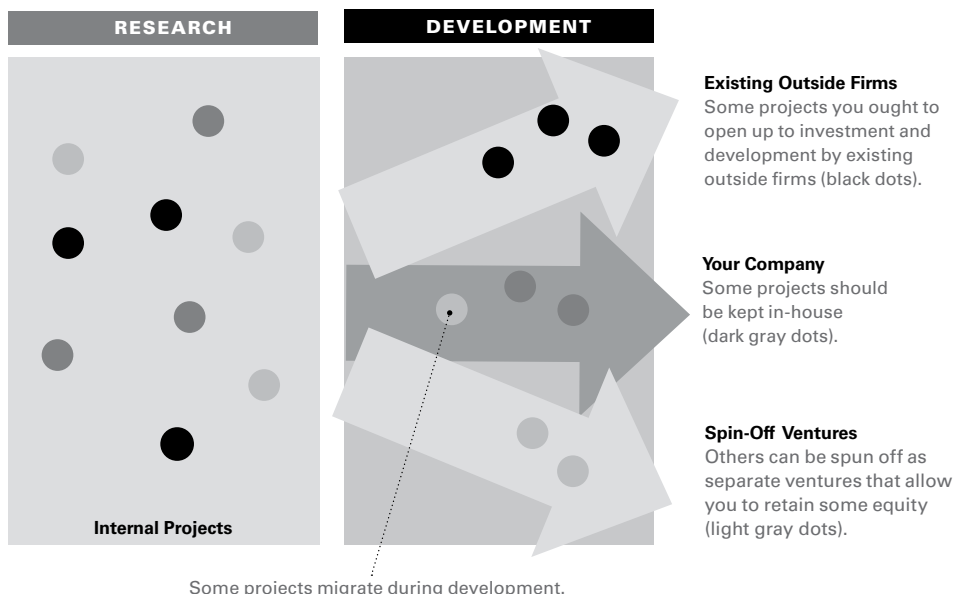 RESEARCH
DEVELOPMENT
Existing Outside Firms
Some projects you ought to
open up to investment and
development by existing
outside firms (black dots).
Your Company
Some projects should
be kept in-house
(dark gray dots).
Spin-Off Ventures
Others can be spun off as
separate ventures that allow
you to retain some equity
(light gray dots).
Internal Projects
Some projects migrate during development.